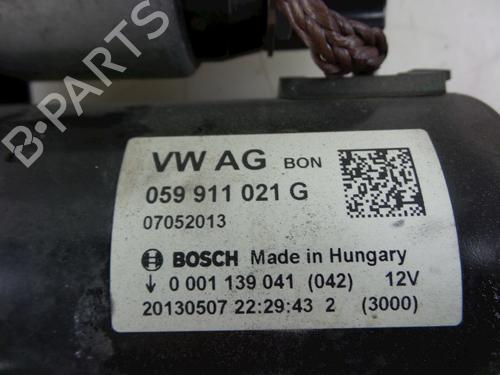 VW AG BON
059 911 021 G
07052013
BOSCH Made in Hungary
↓ 0 001 139 041 (042) 12V
20130507 22:29:43 2 (3000)
B-PARTS